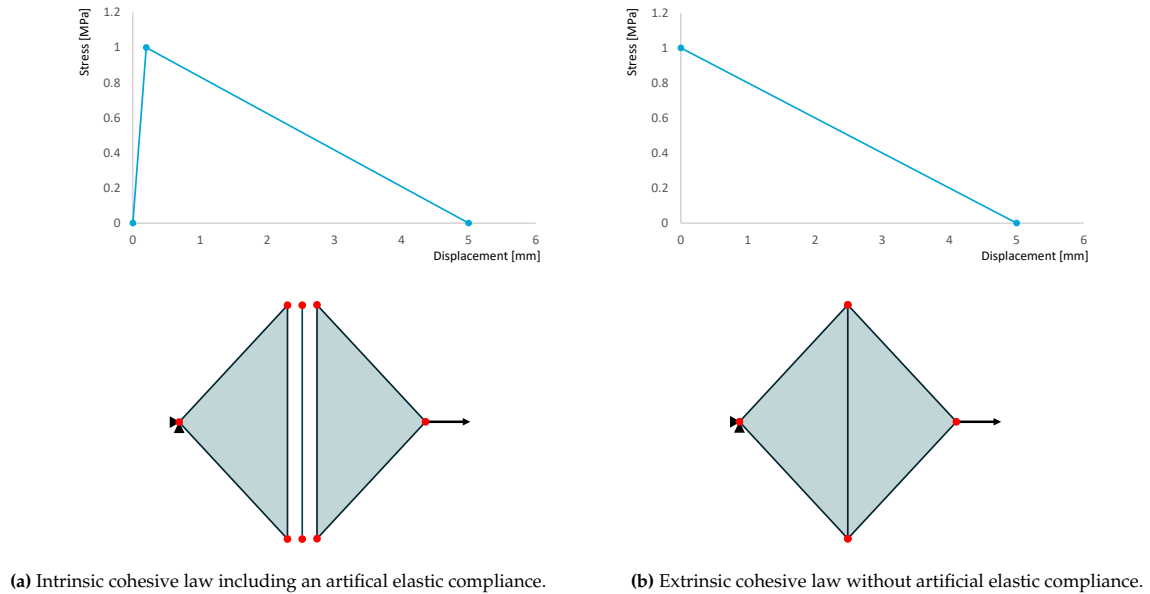 Stress [MPa]
1.2
1
0.8
0.6
0.4
0.2
0
0 1 2 3 4 5 6
Displacement [mm]
Stress [MPa]
1.2
1
0.8
0.6
0.4
0.2
0
0 1 2 3 4 5 6
Displacement [mm]
(a) Intrinsic cohesive law including an artifical elastic compliance.
(b) Extrinsic cohesive law without artificial elastic compliance.